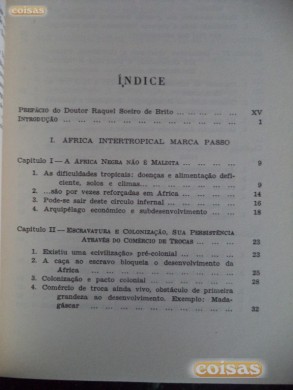 coisas
ÍNDICE
Prefácio do Doutor Raquel Soeiro de Brito ... XV
Introdução ... 1
I. AFRICA INTERTROPICAL MARCA PASSO
Capítulo I — A África Negra não é Maldita ... 9
1. As dificuldades tropicais: doenças e alimentação deficiente, solos e climas... ... 9
2. ...são por vezes reforçadas em África ... 14
3. Pode-se sair deste círculo infernal ... 16
4. Arquipélago económico e subdesenvolvimento ... 18
Capítulo II — Escravatura e Colonização, Sua Persistência
Através do Comércio de Trocas ... 23
1. Existiu uma civilização pré-colonial ... 23
2. A caça ao escravo bloqueia o desenvolvimento da
África ... 25
3. Colonização e pacto colonial ... 28
4. Comércio de troca ainda vivo, obstáculo de primeira
grandeza ao desenvolvimento. Exemplo: Madagáscar ... 32
coisas